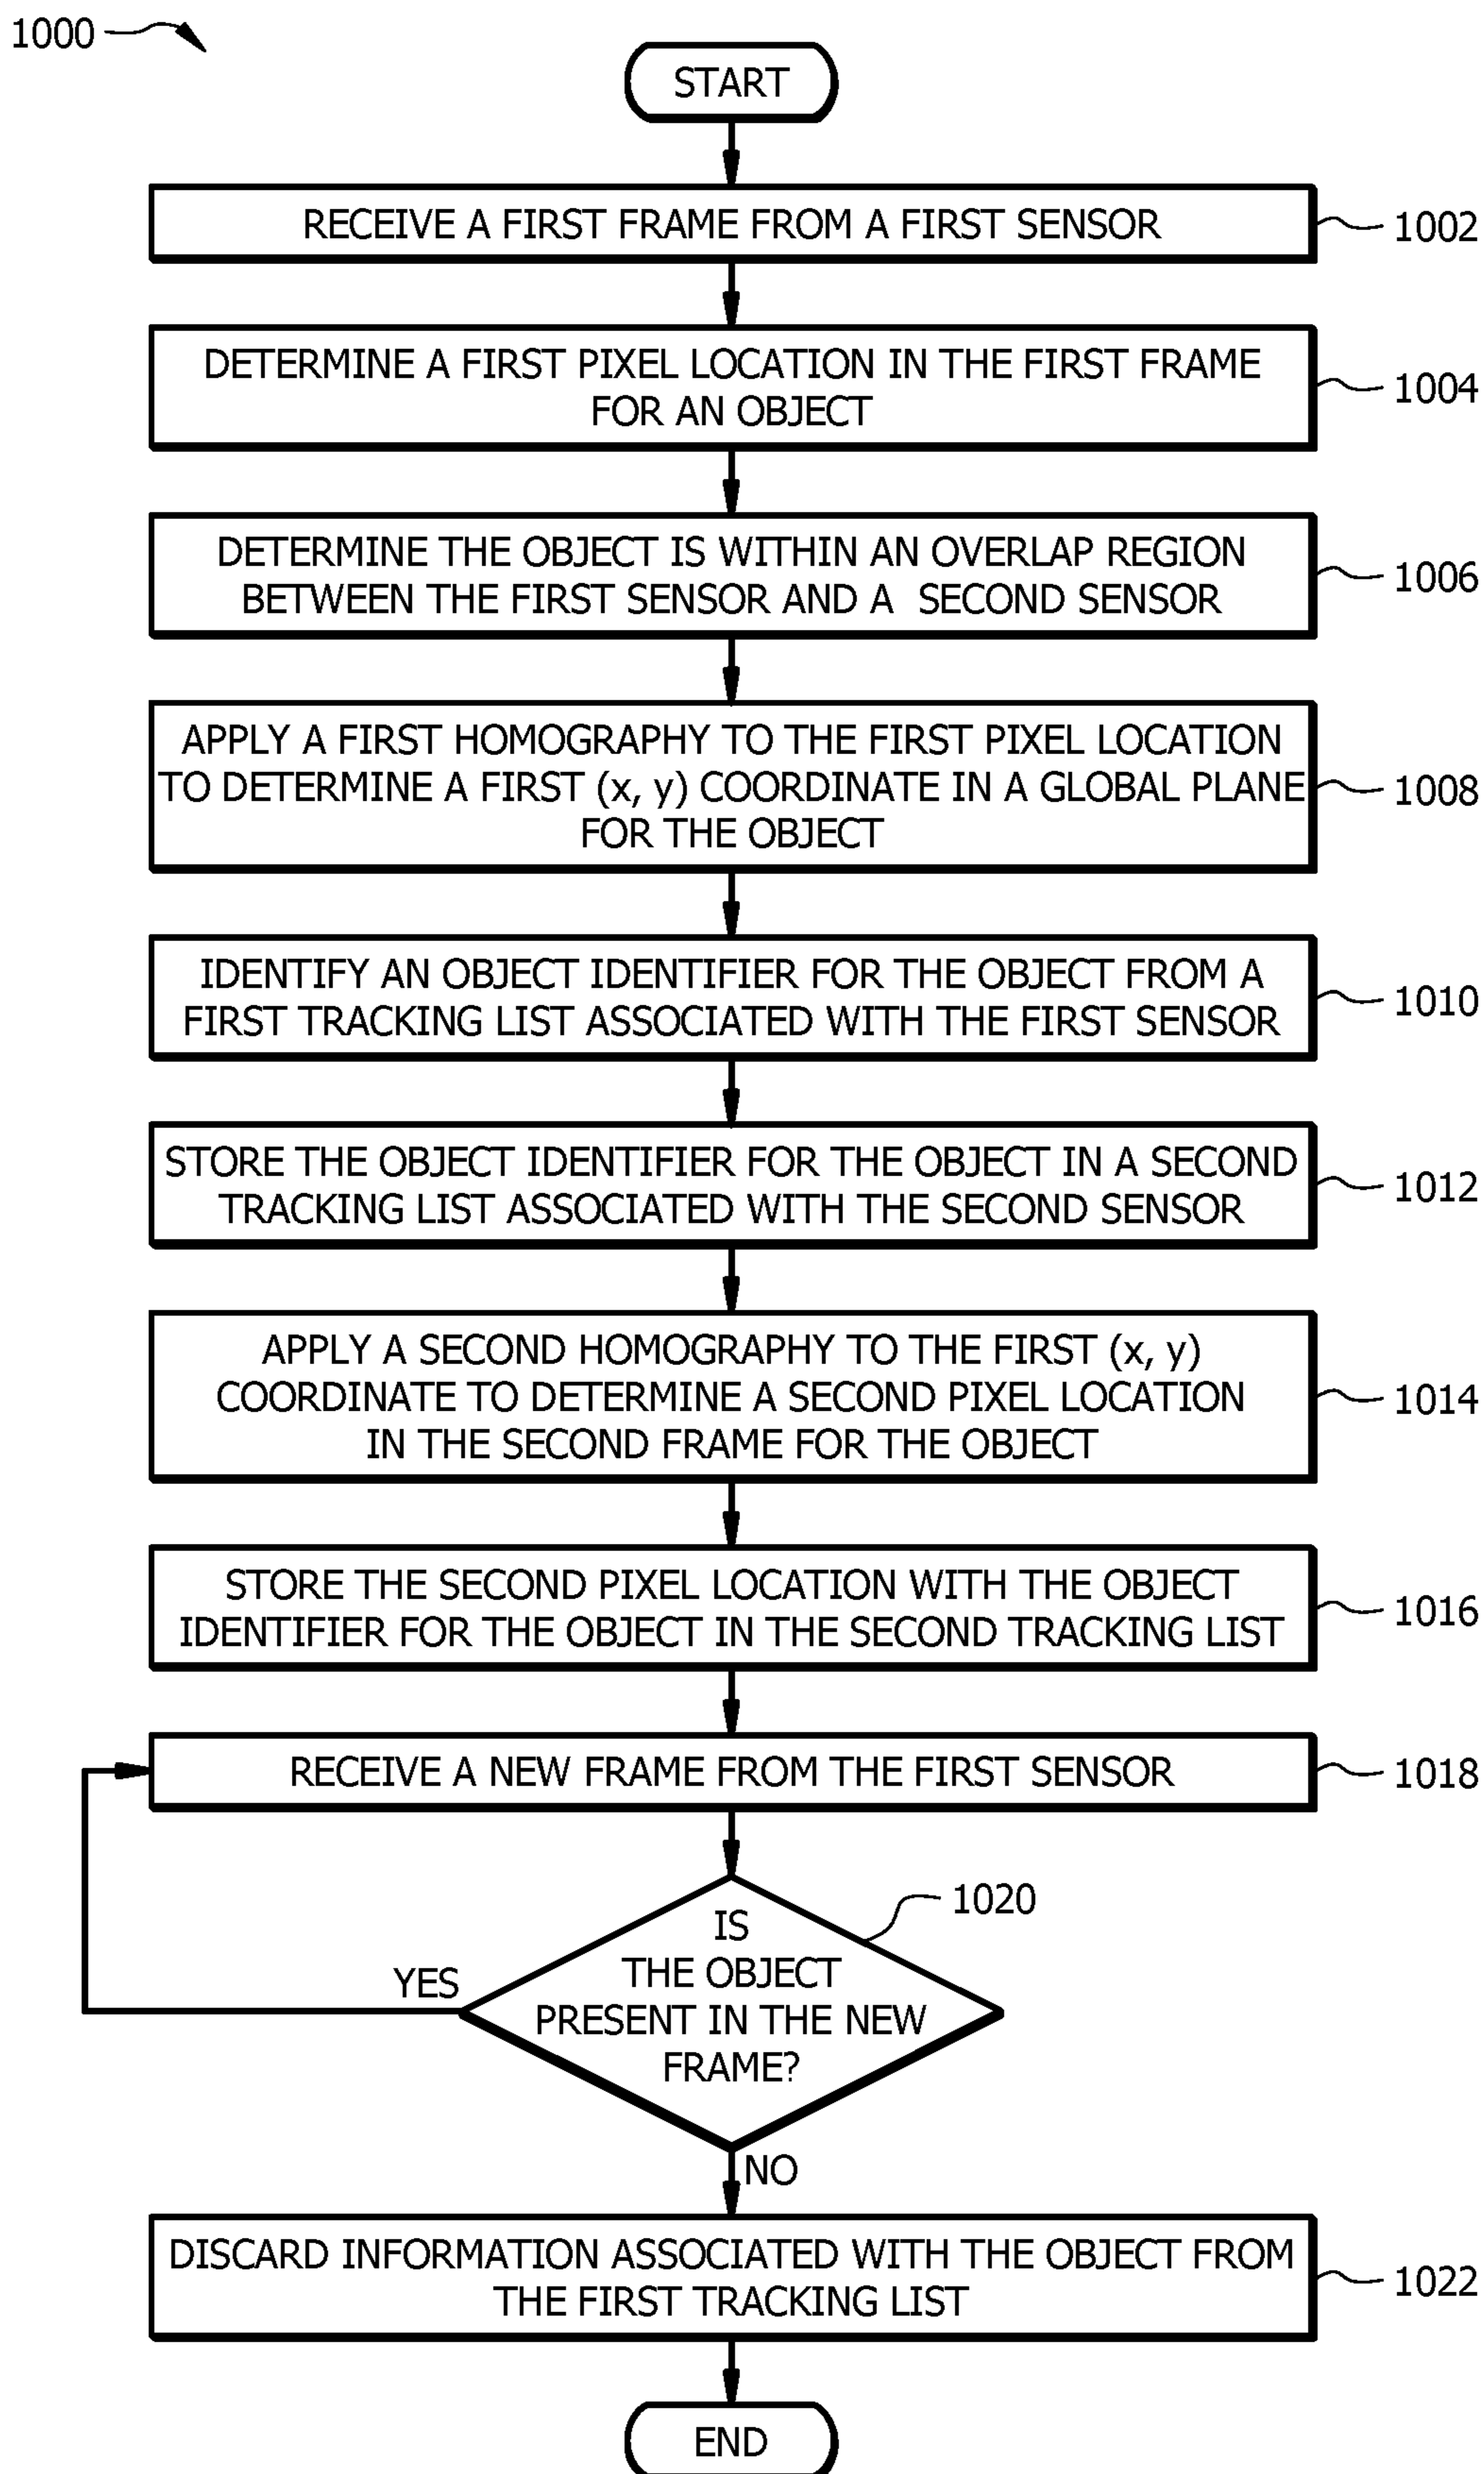 1000
START
RECEIVE A FIRST FRAME FROM A FIRST SENSOR
1002
DETERMINE A FIRST PIXEL LOCATION IN THE FIRST FRAME
FOR AN OBJECT
1004
DETERMINE THE OBJECT IS WITHIN AN OVERLAP REGION
BETWEEN THE FIRST SENSOR AND A SECOND SENSOR
1006
APPLY A FIRST HOMOGRAPHY TO THE FIRST PIXEL LOCATION
TO DETERMINE A FIRST (x, y) COORDINATE IN A GLOBAL PLANE
FOR THE OBJECT
1008
IDENTIFY AN OBJECT IDENTIFIER FOR THE OBJECT FROM A
FIRST TRACKING LIST ASSOCIATED WITH THE FIRST SENSOR
1010
STORE THE OBJECT IDENTIFIER FOR THE OBJECT IN A SECOND
TRACKING LIST ASSOCIATED WITH THE SECOND SENSOR
1012
APPLY A SECOND HOMOGRAPHY TO THE FIRST (x, y)
COORDINATE TO DETERMINE A SECOND PIXEL LOCATION
IN THE SECOND FRAME FOR THE OBJECT
1014
STORE THE SECOND PIXEL LOCATION WITH THE OBJECT
IDENTIFIER FOR THE OBJECT IN THE SECOND TRACKING LIST
1016
RECEIVE A NEW FRAME FROM THE FIRST SENSOR
1018
IS
THE OBJECT
PRESENT IN THE NEW
FRAME?
1020
YES
NO
DISCARD INFORMATION ASSOCIATED WITH THE OBJECT FROM
THE FIRST TRACKING LIST
1022
END